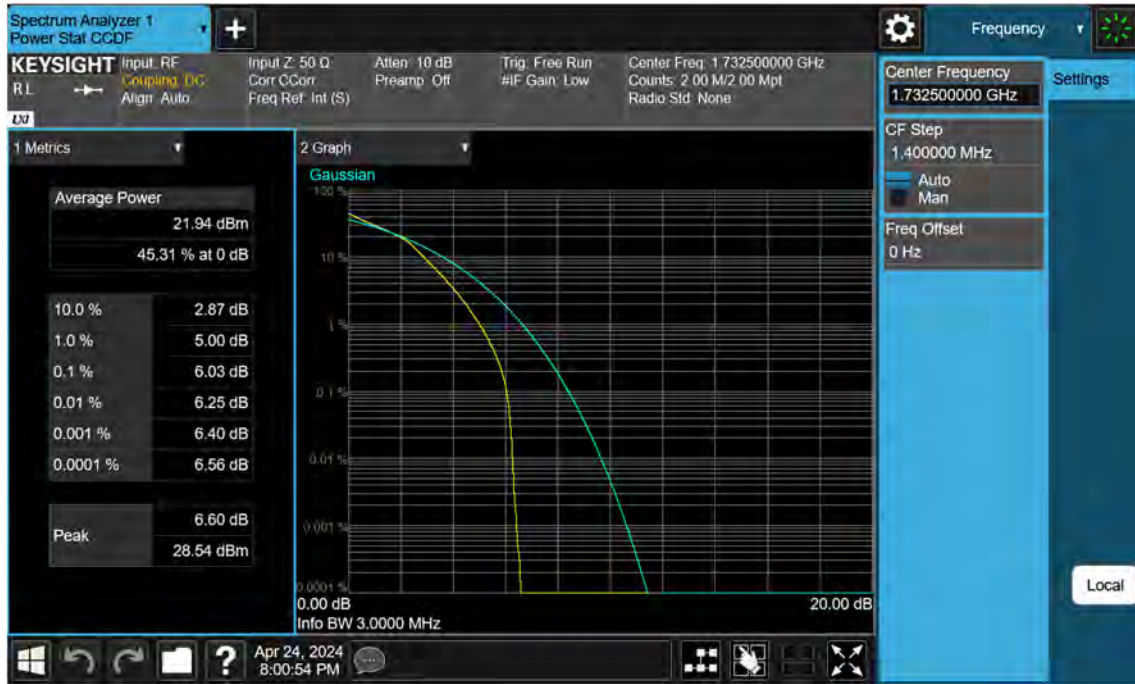 Spectrum Analyzer 1
Power Stat CCDF
+
Frequency
KEYSIGHT
RL
LXI
Input: RF
Coupling: DC
Align: Auto
Input Z: 50 Ω
Corr CCorr
Freq Ref: Int (S)
Atten: 10 dB
Preamp: Off
Trig: Free Run
#IF Gain: Low
Center Freq: 1.732500000 GHz
Counts: 2.00 M/2.00 Mpt
Radio Std: None
Center Frequency
1.732500000 GHz
Settings
CF Step
1.400000 MHz
Auto
Man
Freq Offset
0 Hz
1 Metrics
Average Power
21.94 dBm
45.31 % at 0 dB
10.0 % 2.87 dB
1.0 % 5.00 dB
0.1 % 6.03 dB
0.01 % 6.25 dB
0.001 % 6.40 dB
0.0001 % 6.56 dB
Peak
6.60 dB
28.54 dBm
2 Graph
Gaussian
100 %
10 %
1 %
0.1 %
0.01 %
0.001 %
0.0001 %
0.00 dB 20.00 dB
Info BW 3.0000 MHz
Local
?
Apr 24, 2024
8:00:54 PM